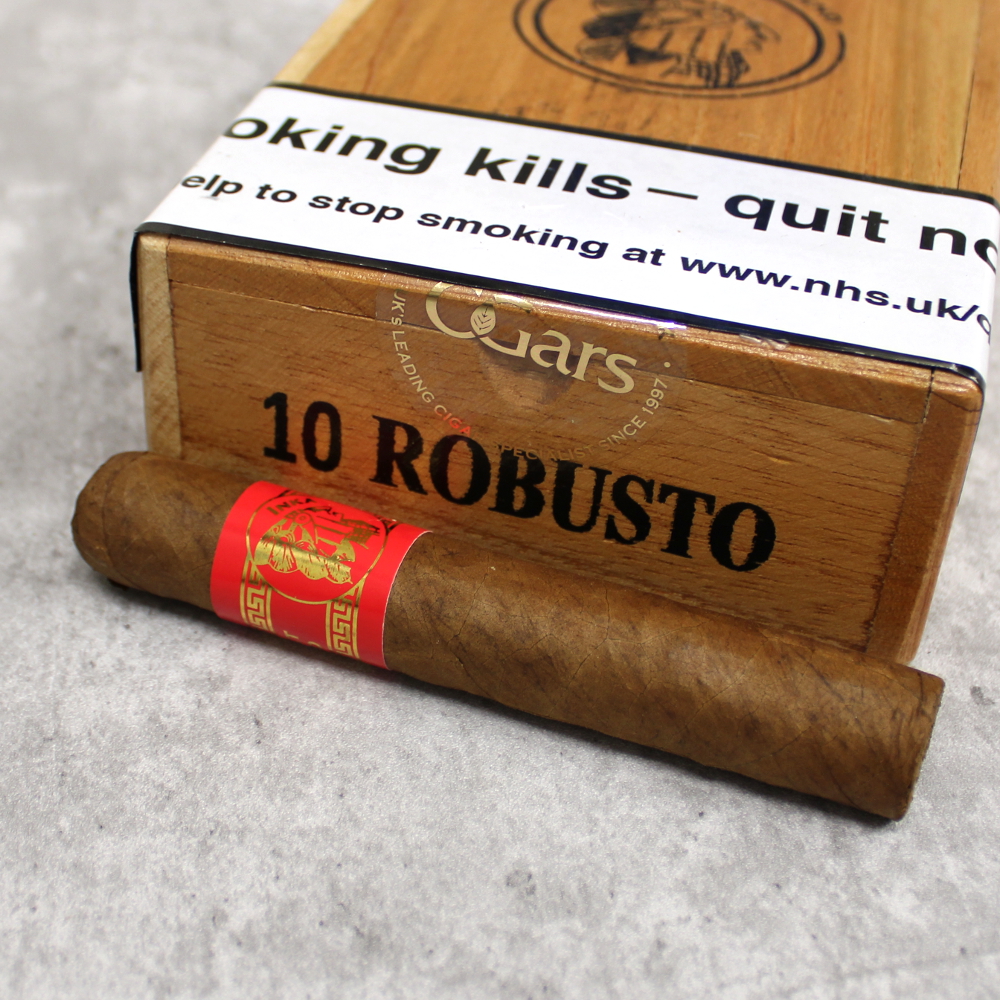 oking kills – quit no
elp to stop smoking at www.nhs.uk/
CGars
UK's LEADING CIGAR SPECIALIST SINCE 1997
10 ROBUSTO